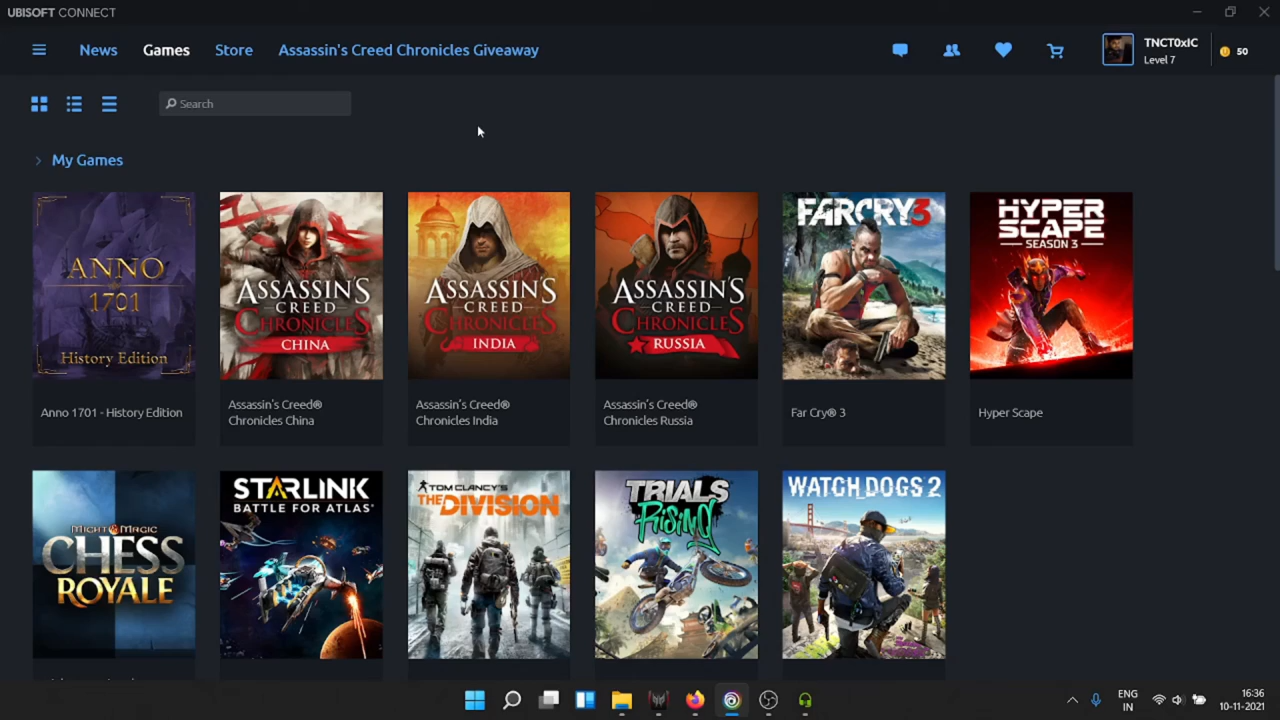 UBISOFT CONNECT
News Games Store Assassin's Creed Chronicles Giveaway
TNCT0xIC
Level 7
50
Search
My Games
ANNO
1701
History Edition
ASSASSIN'S
CREED
CHRONICLES
CHINA
ASSASSIN'S
CREED
CHRONICLES
INDIA
ASSASSIN'S
CREED
CHRONICLES
RUSSIA
FARCRY3
HYPER
SCAPE
SEASON 3
Anno 1701 - History Edition
Assassin's Creed®
Chronicles China
Assassin's Creed®
Chronicles India
Assassin's Creed®
Chronicles Russia
Far Cry® 3
Hyper Scape
MIGHT & MAGIC
CHESS
ROYALE
STARLINK
BATTLE FOR ATLAS
TOM CLANCY'S
THE DIVISION
TRIALS
Rising
WATCH_DOGS 2
ENG
IN
16:36
10-11-2021